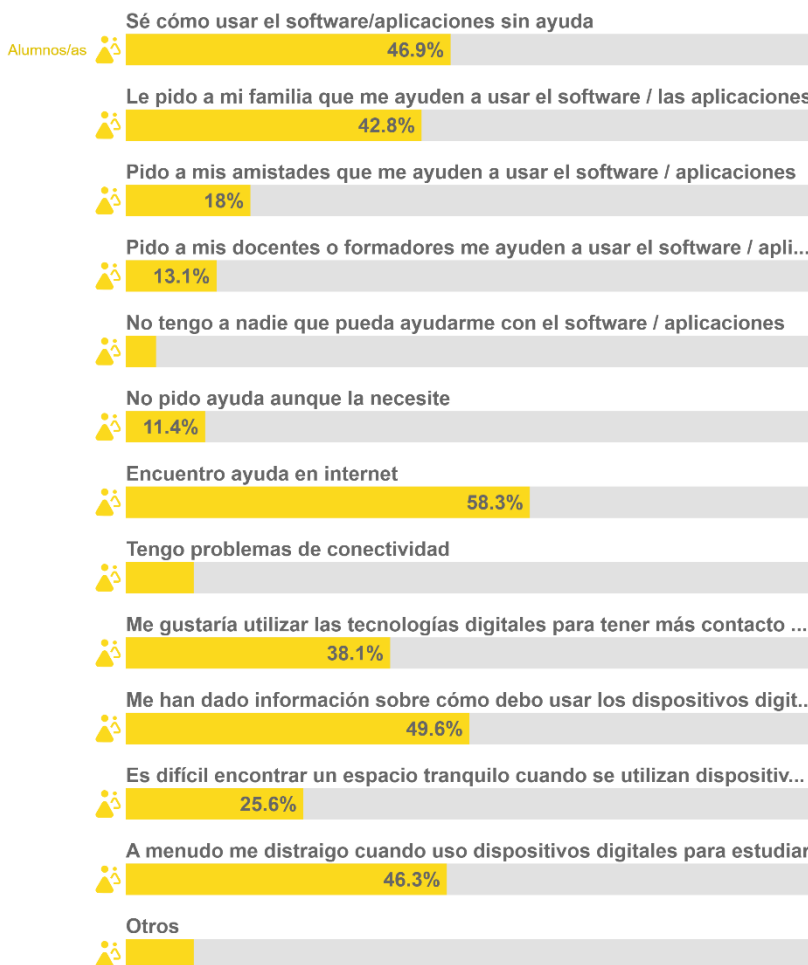 Sé cómo usar el software/aplicaciones sin ayuda
Alumnos/as
46.9%
Le pido a mi familia que me ayuden a usar el software / las aplicaciones
42.8%
Pido a mis amistades que me ayuden a usar el software / aplicaciones
18%
Pido a mis docentes o formadores me ayuden a usar el software / apli...
13.1%
No tengo a nadie que pueda ayudarme con el software / aplicaciones
No pido ayuda aunque la necesite
11.4%
Encuentro ayuda en internet
58.3%
Tengo problemas de conectividad
Me gustaría utilizar las tecnologías digitales para tener más contacto ...
38.1%
Me han dado información sobre cómo debo usar los dispositivos digit...
49.6%
Es difícil encontrar un espacio tranquilo cuando se utilizan dispositiv...
25.6%
A menudo me distraigo cuando uso dispositivos digitales para estudiar
46.3%
Otros